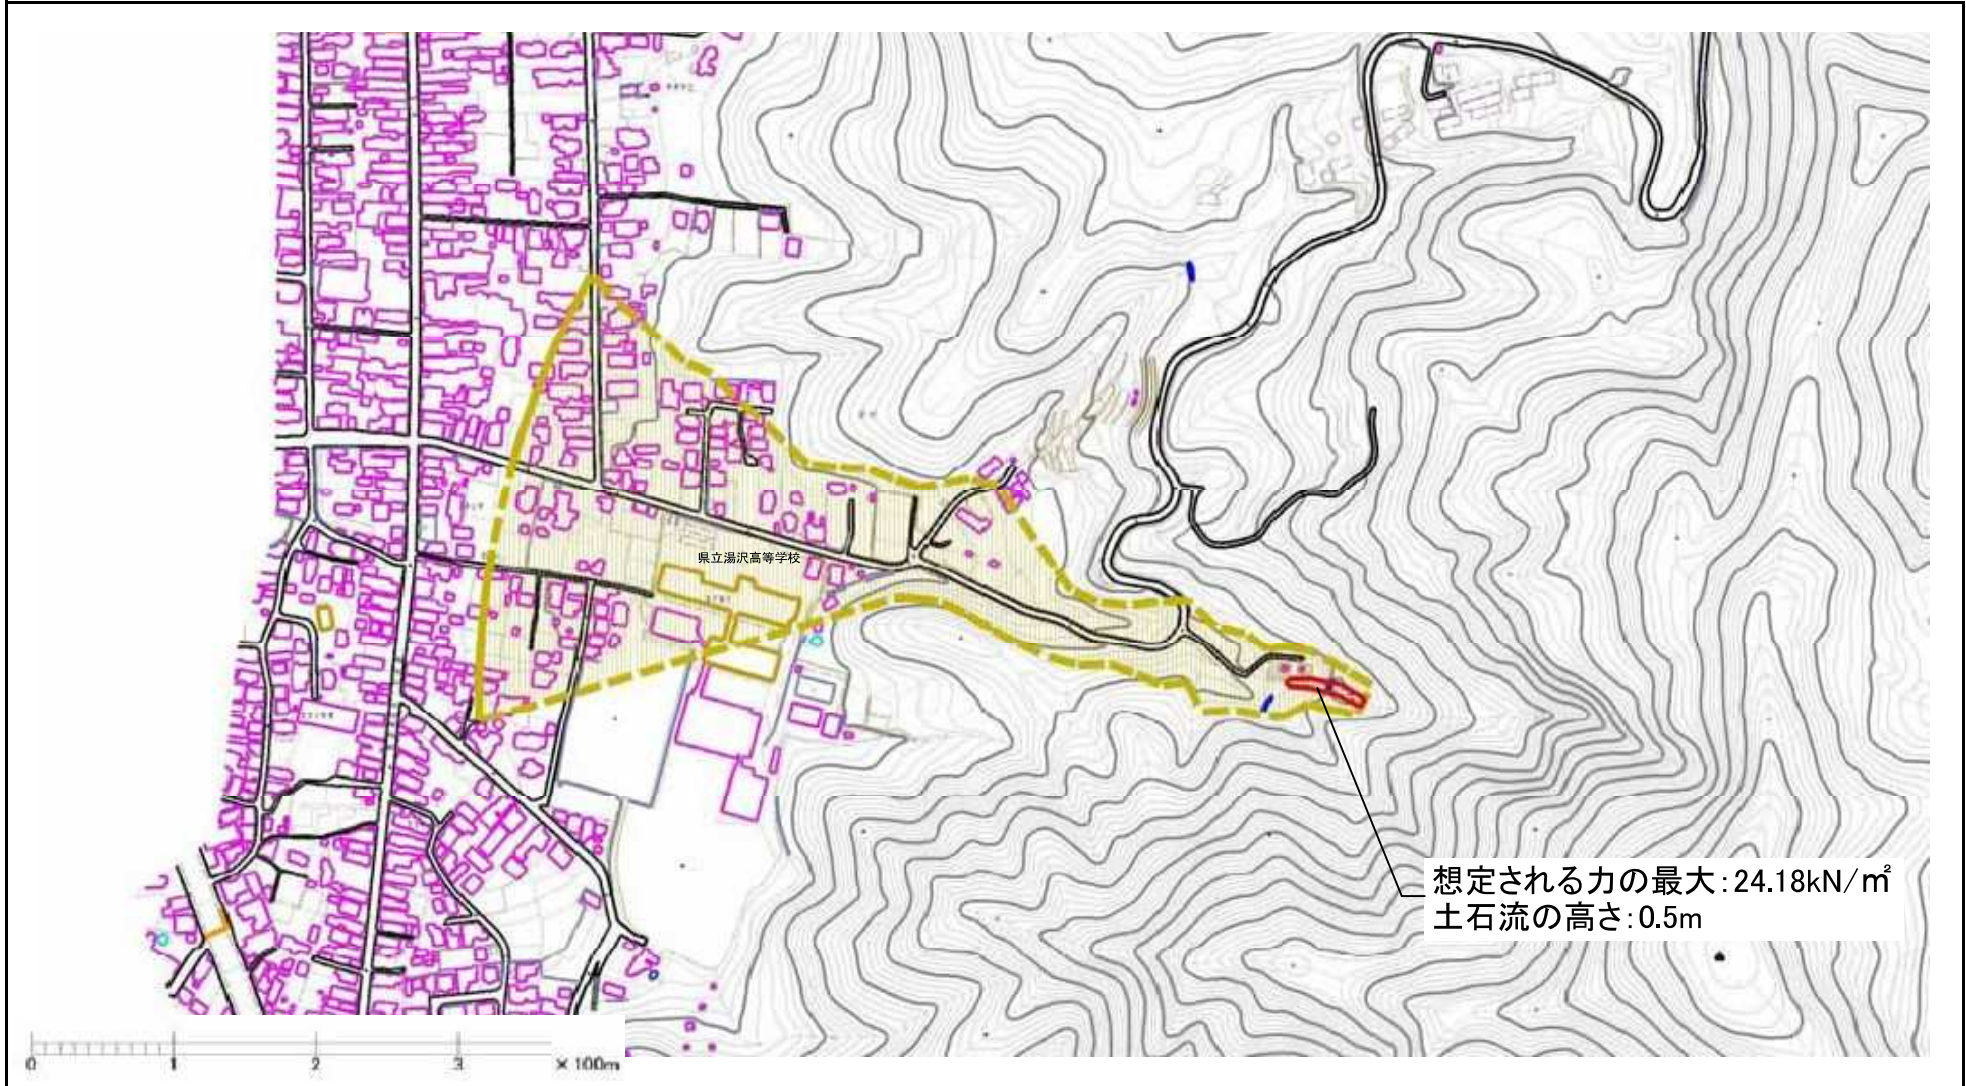 県立湯沢高等学校
想定される力の最大:24.18kN/㎡
土石流の高さ:0.5m
0 1 2 3 × 100m